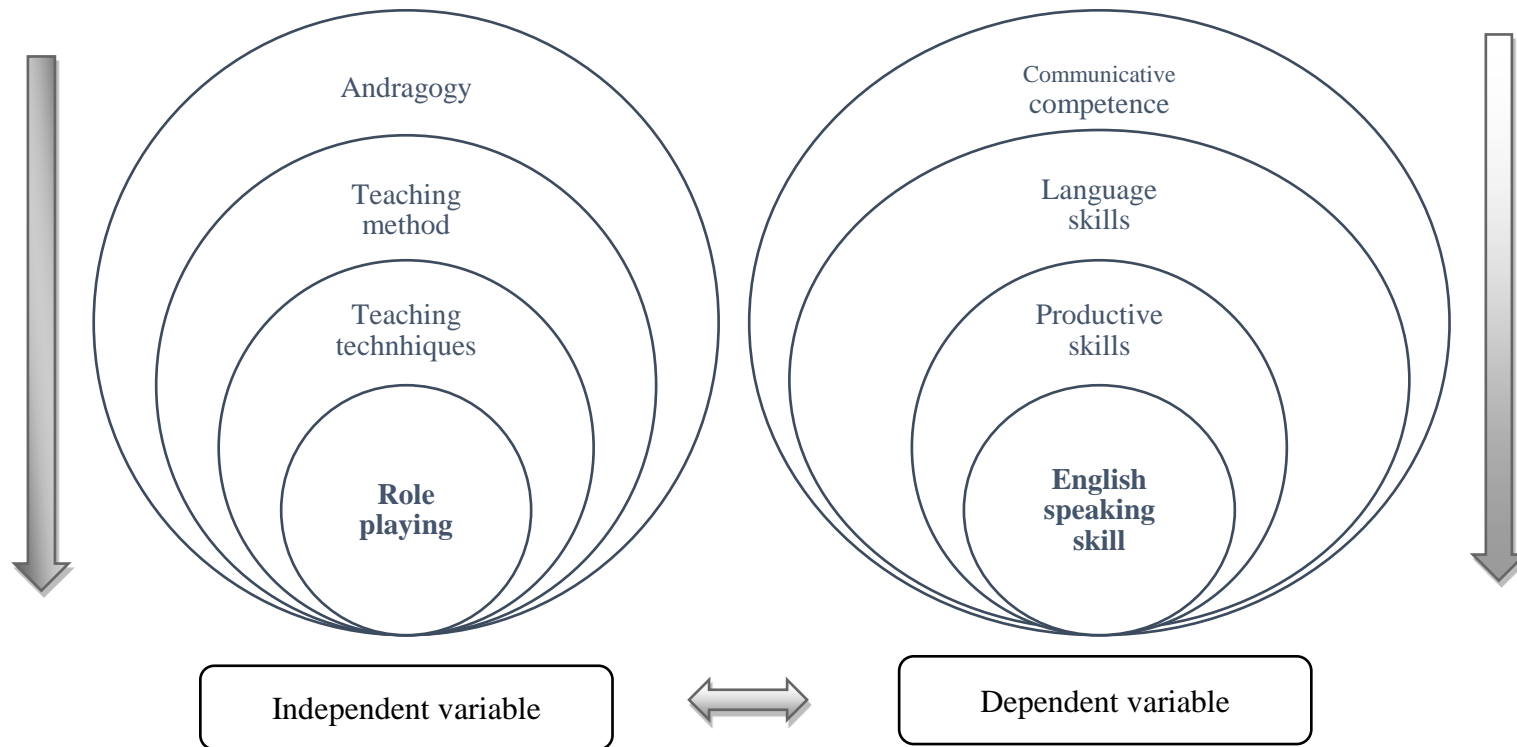 Andragogy
Teaching
method
Teaching
technhiques
Role
playing
Communicative
competence
Language
skills
Productive
skills
English
speaking
skill
Independent variable
Dependent variable